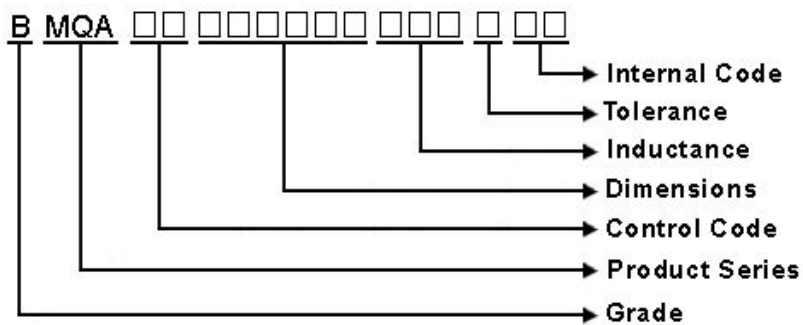 B MQA □□ □□□□□□ □□□ □ □□
Internal Code
Tolerance
Inductance
Dimensions
Control Code
Product Series
Grade